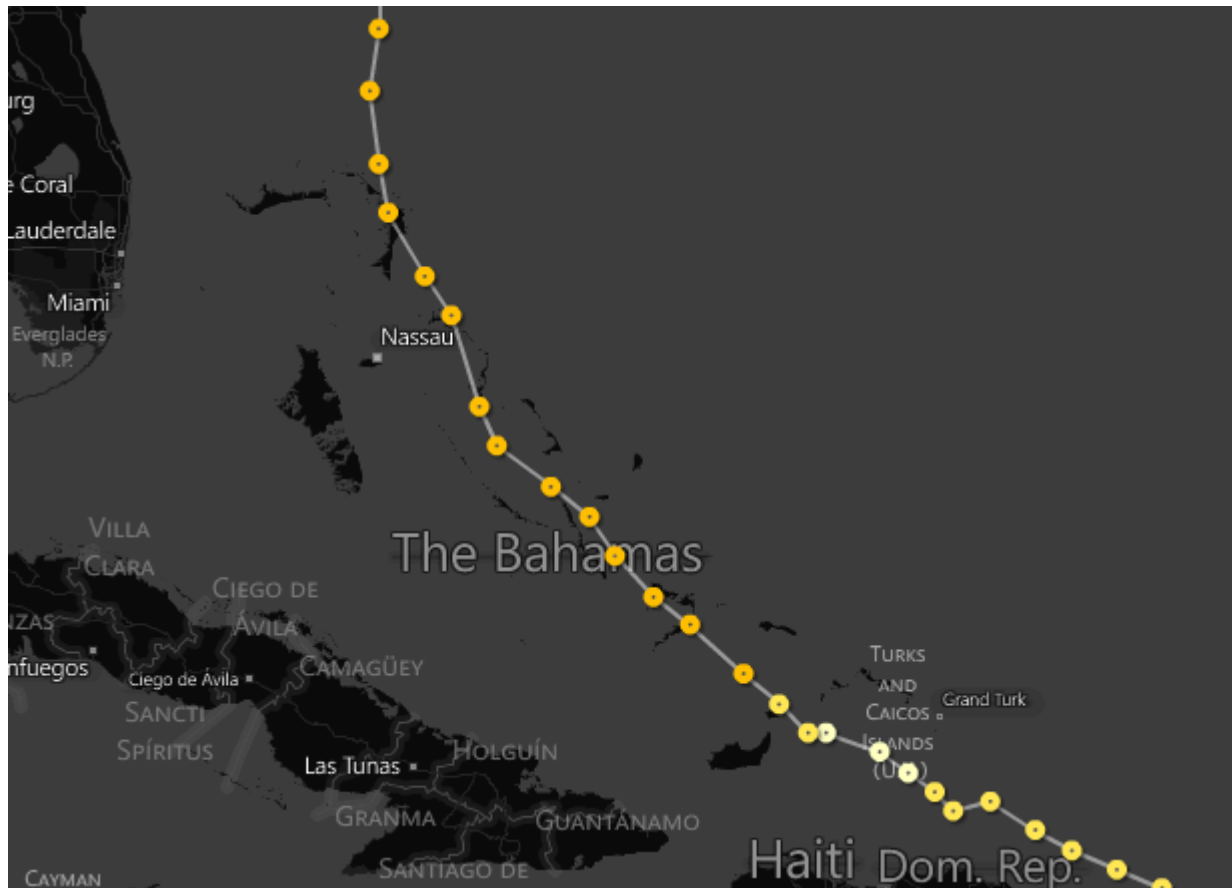 urg
e Coral
Lauderdale
Miami
Everglades
N.P.
Nassau
The Bahamas
VILLA
CLARA
CIEGO DE
ÁVILA
NZAS
nfuegos
Ciego de Ávila
CAMAGÜEY
SANCTI
SPÍRITUS
Las Tunas
HOLGUÍN
GRANMA
GUANTÁNAMO
SANTIAGO DE
CAYMAN
TURKS
AND
CAICOS
ISLANDS
Grand Turk
Haiti
Dom. Rep.